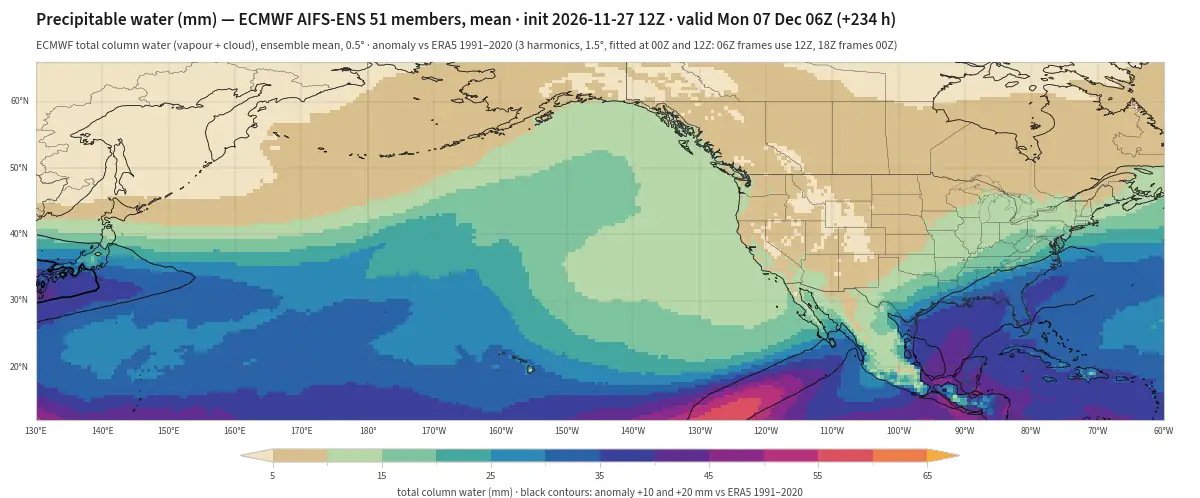 Precipitable water (mm) — ECMWF AIFS-ENS 51 members, mean · init 2026-11-27 12Z · valid Mon 07 Dec 06Z (+234 h)
ECMWF total column water (vapour + cloud), ensemble mean, 0.5° · anomaly vs ERA5 1991–2020 (3 harmonics, 1.5°, fitted at 00Z and 12Z: 06Z frames use 12Z, 18Z frames 00Z)
60°N
50°N
40°N
30°N
20°N
130°E 140°E 150°E 160°E 170°E 180° 170°W 160°W 150°W 140°W 130°W 120°W 110°W 100°W 90°W 80°W 70°W 60°W
5 15 25 35 45 55 65
total column water (mm) · black contours: anomaly +10 and +20 mm vs ERA5 1991–2020